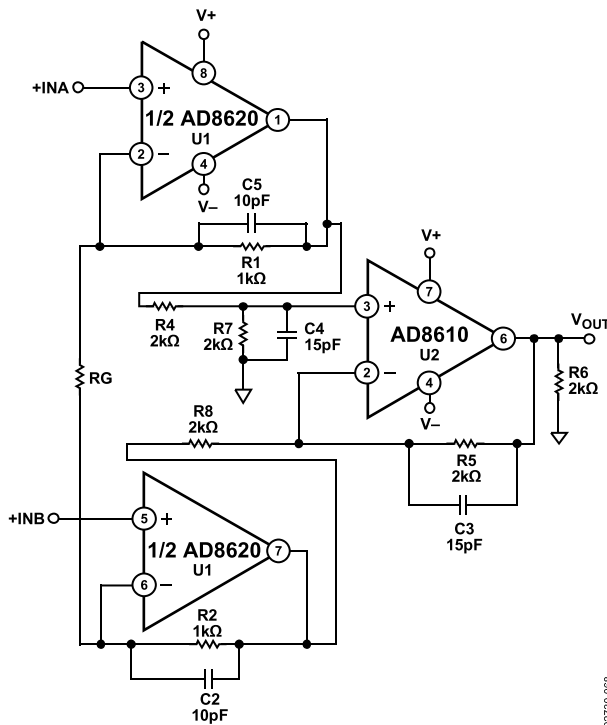 V+
+INA
3
+
8
1/2 AD8620
U1
1
2
−
4
V−
C5
10pF
R1
1kΩ
V+
R4
2kΩ
R7
2kΩ
C4
15pF
3
+
7
AD8610
U2
6
VOUT
2
−
4
V−
R6
2kΩ
RG
R8
2kΩ
R5
2kΩ
C3
15pF
+INB
5
+
1/2 AD8620
U1
7
6
−
R2
1kΩ
C2
10pF